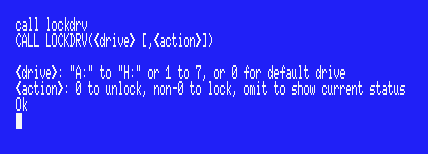 call lockdrv
CALL LOCKDRV(<drive> [,<action>])
<drive>: "A:" to "H:" or 1 to 7, or 0 for default drive
<action>: 0 to unlock, non-0 to lock, omit to show current status
Ok